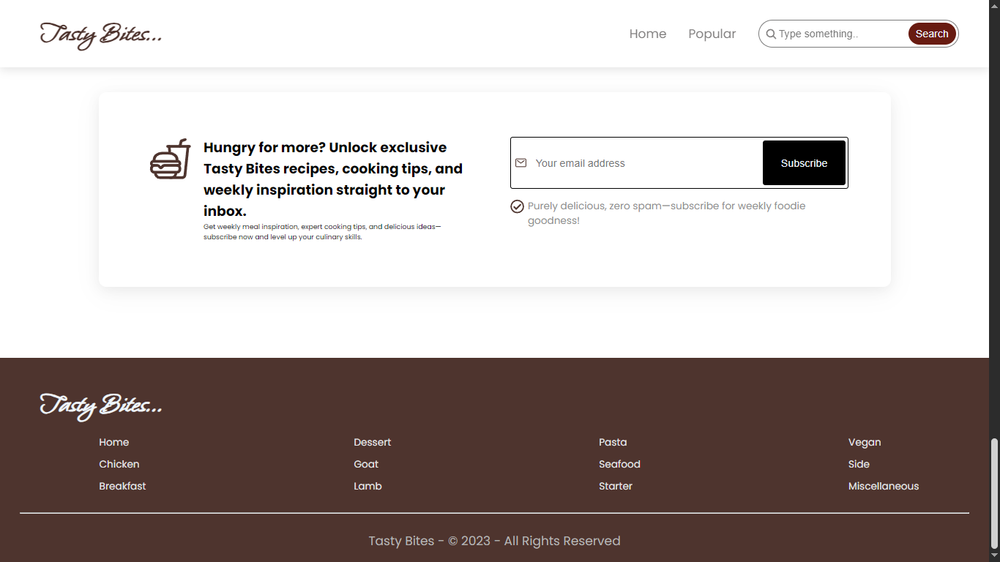 Tasty Bites...
Home
Popular
Type something..
Search
Hungry for more? Unlock exclusive
Tasty Bites recipes, cooking tips, and
weekly inspiration straight to your
inbox.
Get weekly meal inspiration, expert cooking tips, and delicious ideas—
subscribe now and level up your culinary skills.
Your email address
Subscribe
Purely delicious, zero spam—subscribe for weekly foodie
goodness!
Tasty Bites...
Home
Chicken
Breakfast
Dessert
Goat
Lamb
Pasta
Seafood
Starter
Vegan
Side
Miscellaneous
Tasty Bites - © 2023 - All Rights Reserved